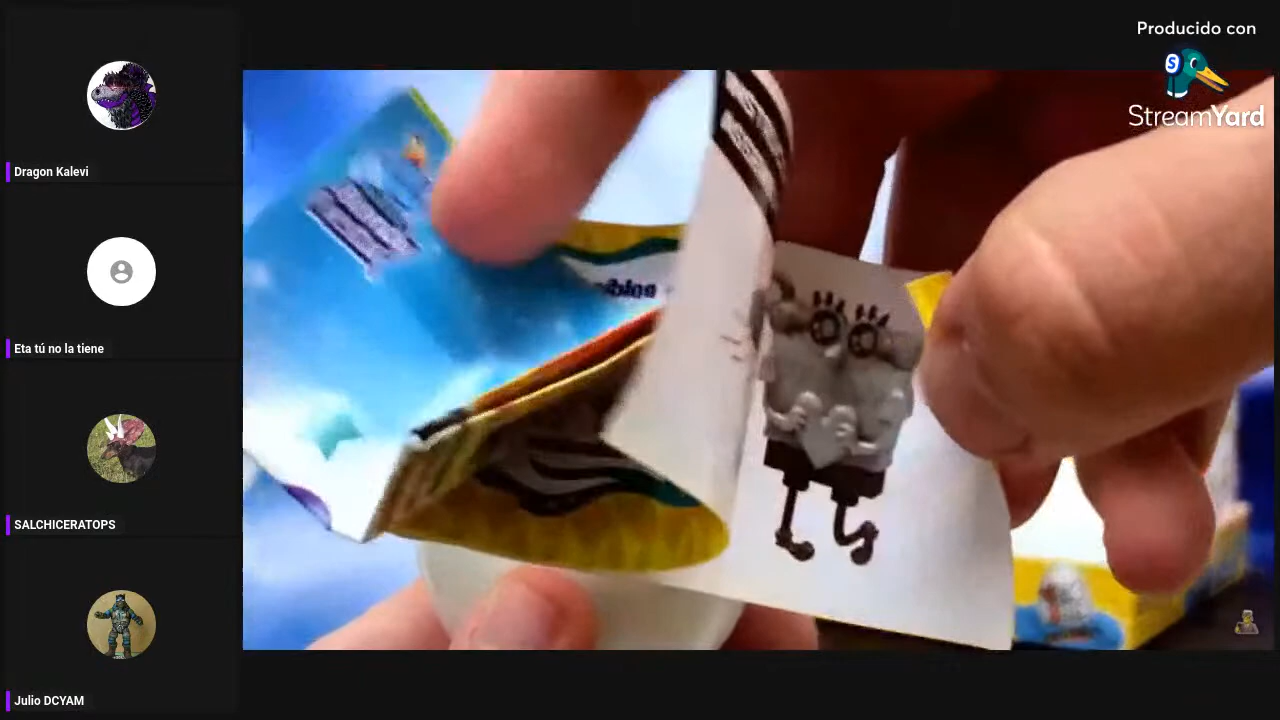 Producido con
StreamYard
Dragon Kalevi
Eta tú no la tiene
SALCHICERATOPS
Julio DCYAM